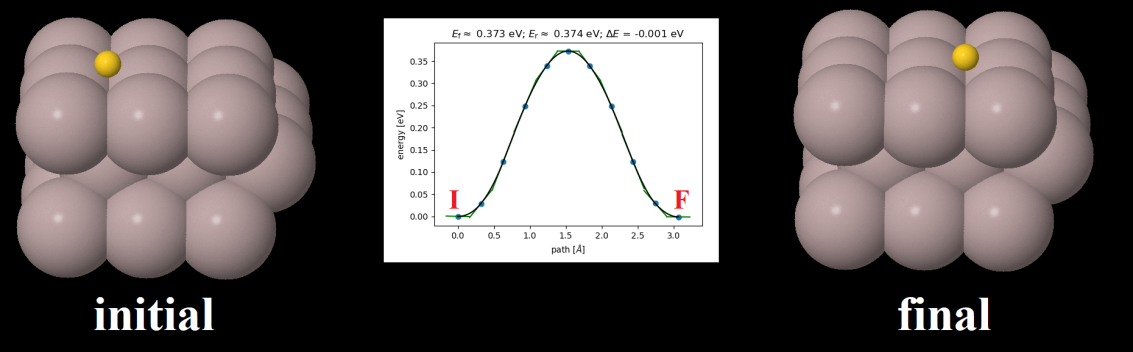 E_f ≈ 0.373 eV; E_r ≈ 0.374 eV; ΔE = -0.001 eV
energy [eV]
0.35
0.30
0.25
0.20
0.15
0.10
0.05
0.00
I
F
0.0 0.5 1.0 1.5 2.0 2.5 3.0
path [Å]
initial
final